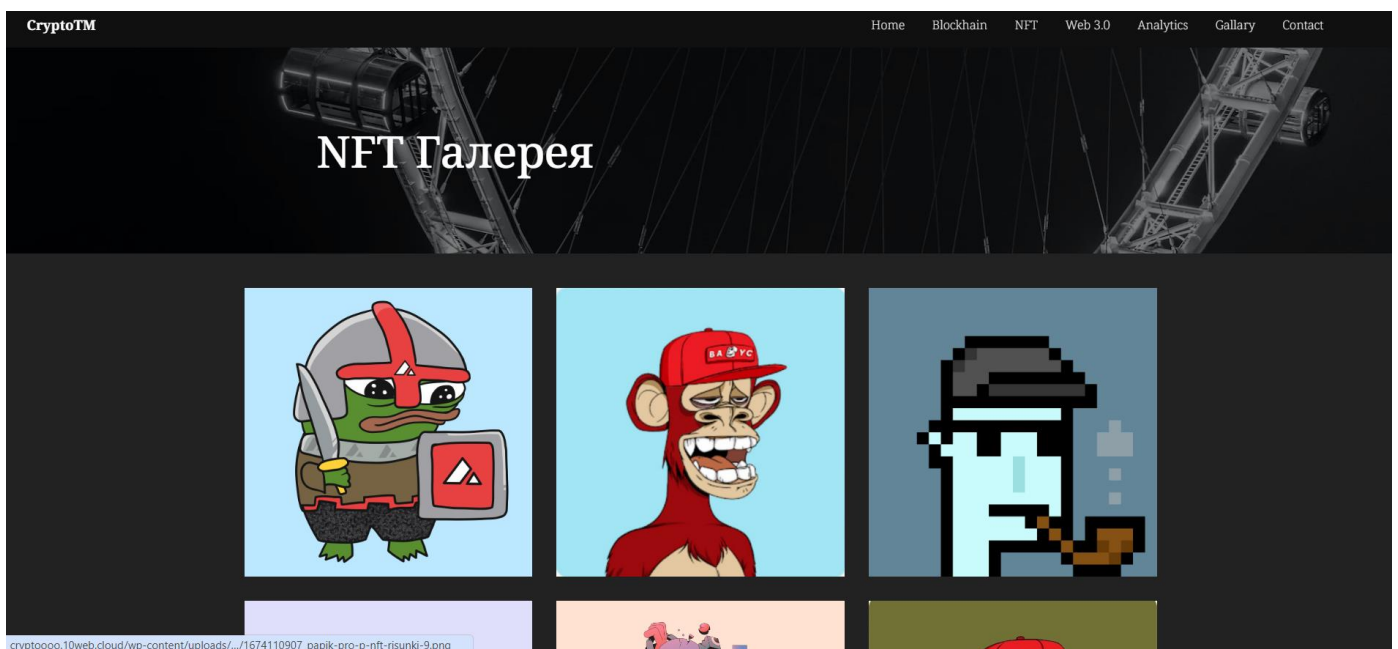 CryptoTM
Home Blockhain NFT Web 3.0 Analytics Gallary Contact
NFT Галерея
BA YC
cryptoooo.10web.cloud/wp-content/uploads/.../1674110907_papik-pro-p-nft-risunki-9.png